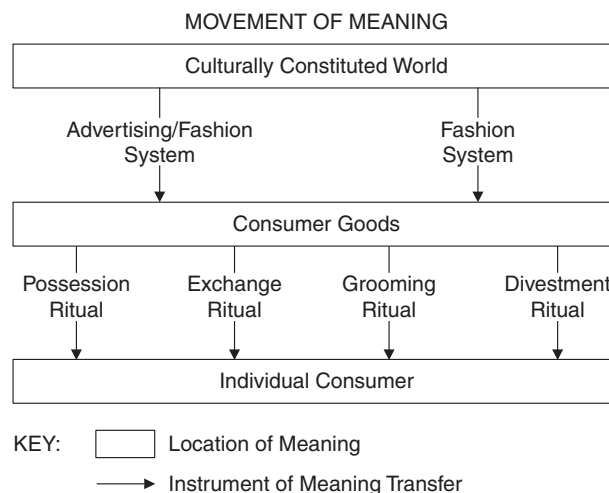 MOVEMENT OF MEANING
Culturally Constituted World
Advertising/Fashion
System
Fashion
System
Consumer Goods
Possession
Ritual
Exchange
Ritual
Grooming
Ritual
Divestment
Ritual
Individual Consumer
KEY:
Location of Meaning
Instrument of Meaning Transfer